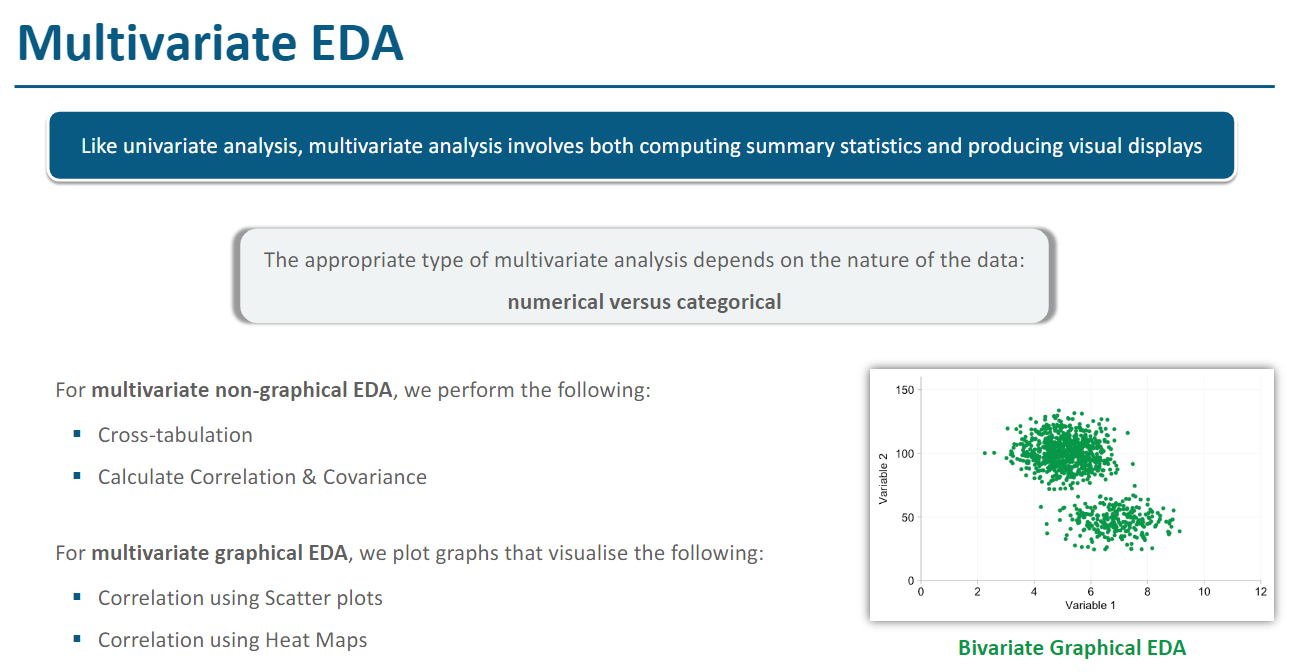 Multivariate EDA
Like univariate analysis, multivariate analysis involves both computing summary statistics and producing visual displays
The appropriate type of multivariate analysis depends on the nature of the data:
numerical versus categorical
For multivariate non-graphical EDA, we perform the following:
Cross-tabulation
Calculate Correlation & Covariance
For multivariate graphical EDA, we plot graphs that visualise the following:
Correlation using Scatter plots
Correlation using Heat Maps
150
100
50
0
Variable 2
0 2 4 6 8 10 12
Variable 1
Bivariate Graphical EDA